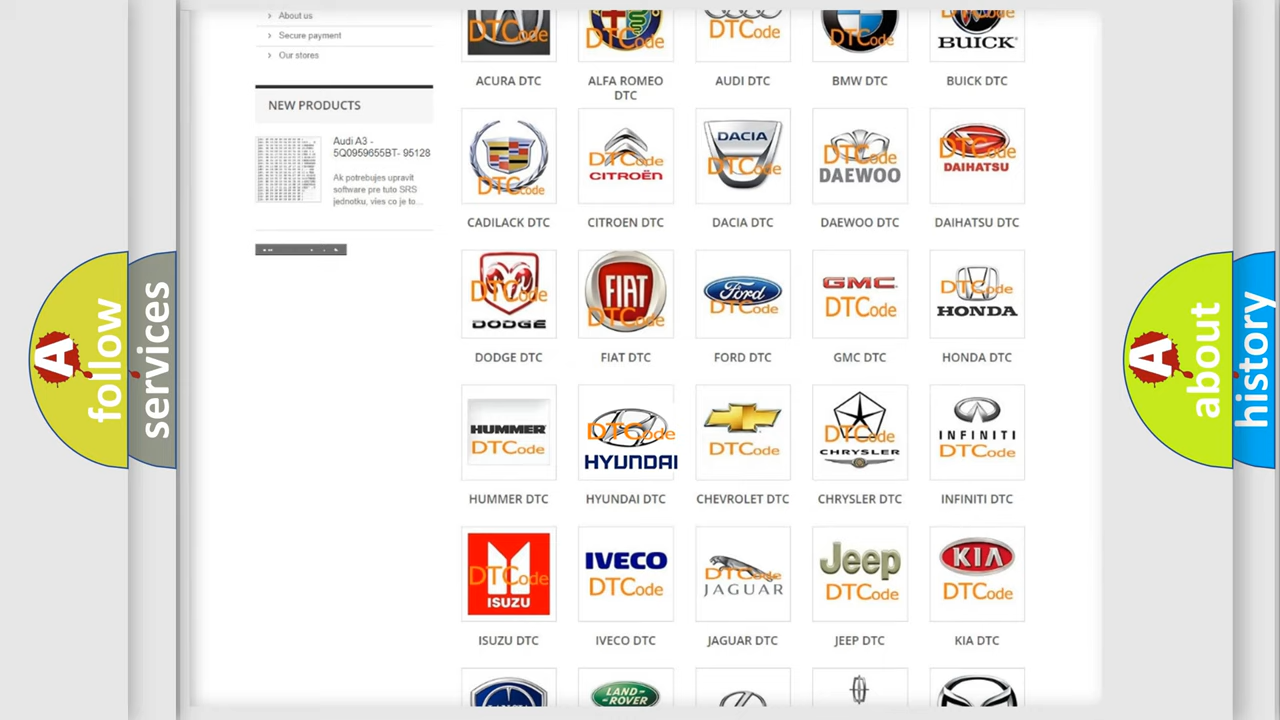 About us
Secure payment
Our stores
NEW PRODUCTS
Audi A3 -
5Q0959655BT- 95128
Ak potrebujes upravit
software pre tuto SRS
jednotku, vies co je to...
DTCode
DTCode
DTCode
DTCode
BUICK
ACURA DTC
ALFA ROMEO
DTC
AUDI DTC
BMW DTC
BUICK DTC
DTCode
DTCode
CITROËN
DACIA
DTCode
DTCode
DAEWOO
DTCode
DAIHATSU
CADILACK DTC
CITROEN DTC
DACIA DTC
DAEWOO DTC
DAIHATSU DTC
DTCode
DODGE
FIAT
DTCode
Ford
DTCode
GMC
DTCode
DTCode
HONDA
DODGE DTC
FIAT DTC
FORD DTC
GMC DTC
HONDA DTC
HUMMER
DTCode
DTCode
HYUNDAI
DTCode
DTCode
CHRYSLER
INFINITI
DTCode
HUMMER DTC
HYUNDAI DTC
CHEVROLET DTC
CHRYSLER DTC
INFINITI DTC
DTCode
ISUZU
IVECO
DTCode
DTCode
JAGUAR
Jeep
DTCode
KIA
DTCode
ISUZU DTC
IVECO DTC
JAGUAR DTC
JEEP DTC
KIA DTC
LAND-
ROVER
A
follow
services
A
about
history